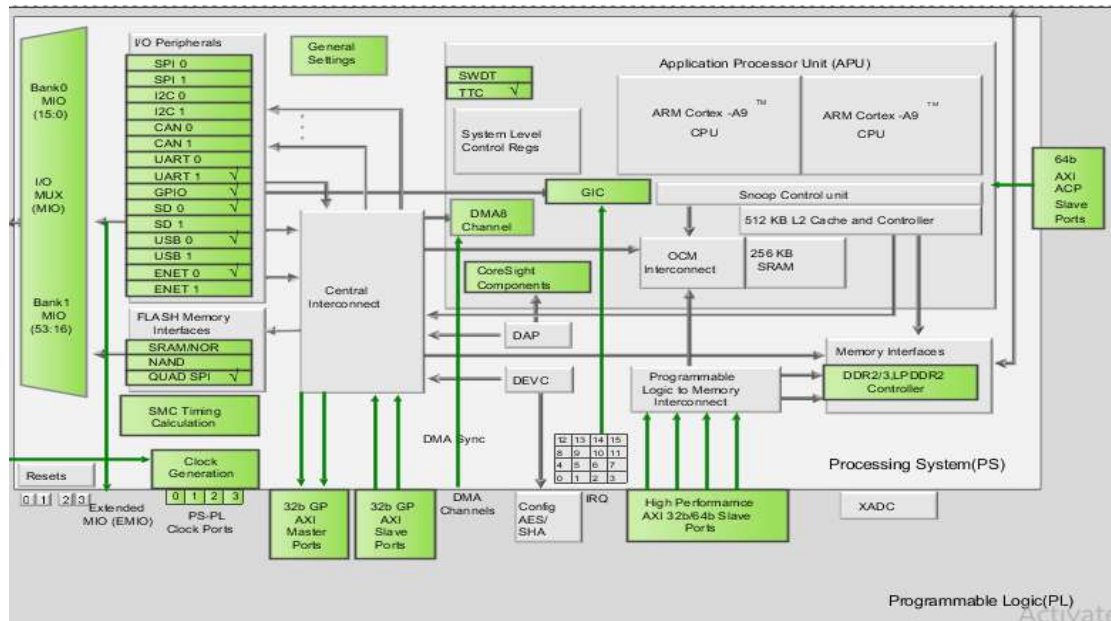 I/O Peripherals
SPI 0
SPI 1
I2C 0
I2C 1
CAN 0
CAN 1
UART 0
UART 1 √
GPIO √
SD 0 √
SD 1
USB 0 √
USB 1
ENET 0 √
ENET 1
Bank0
MIO
(15:0)
I/O
MUX
(MIO)
Bank1
MIO
(53:16)
FLASH Memory
Interfaces
SRAM/NOR
NAND
QUAD SPI √
SMC Timing
Calculation
General
Settings
Application Processor Unit (APU)
SWDT
TTC √
System Level
Control Regs
ARM Cortex -A9 ™
CPU
ARM Cortex -A9 ™
CPU
GIC
Snoop Control unit
512 KB L2 Cache and Controller
DMA8
Channel
OCM
Interconnect
256 KB
SRAM
CoreSight
Components
Central
Interconnect
DAP
DEVC
64b
AXI
ACP
Slave
Ports
Memory Interfaces
DDR2/3,LPDDR2
Controller
Programmable
Logic to Memory
Interconnect
DMA Sync
12 13 14 15
8 9 10 11
4 5 6 7
0 1 2 3
IRQ
Processing System(PS)
Resets
0 1 2 3
Clock
Generation
0 1 2 3
Extended
MIO (EMIO)
PS-PL
Clock Ports
32b GP
AXI
Master
Ports
32b GP
AXI
Slave
Ports
DMA
Channels
Config
AES/
SHA
High Performamce
AXI 32b/64b Slave
Ports
XADC
Programmable Logic(PL)
Activate